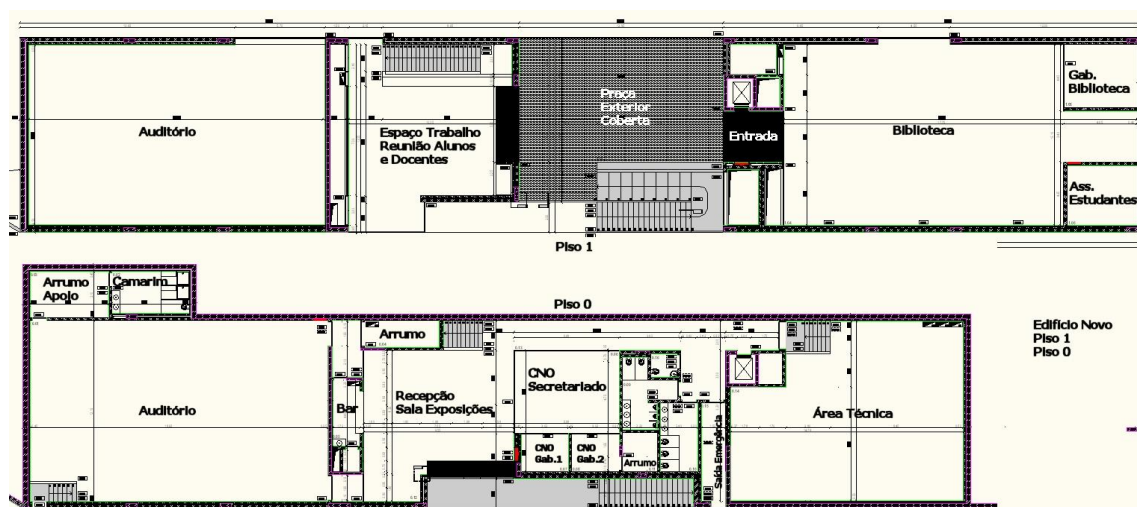 Auditório
Espaço Trabalho
Reunião Alunos
e Docentes
Praça
Exterior
Coberta
Entrada
Biblioteca
Gab.
Biblioteca
Ass.
Estudantes
Piso 1
Piso 0
Arrumo
Apoio
Camarim
Auditório
Bar
Arrumo
Recepção
Sala Exposições
CNO
Secretariado
CNO
Gab.1
CNO
Gab.2
Arrumo
Saída Emergência
Área Técnica
Edifício Novo
Piso 1
Piso 0